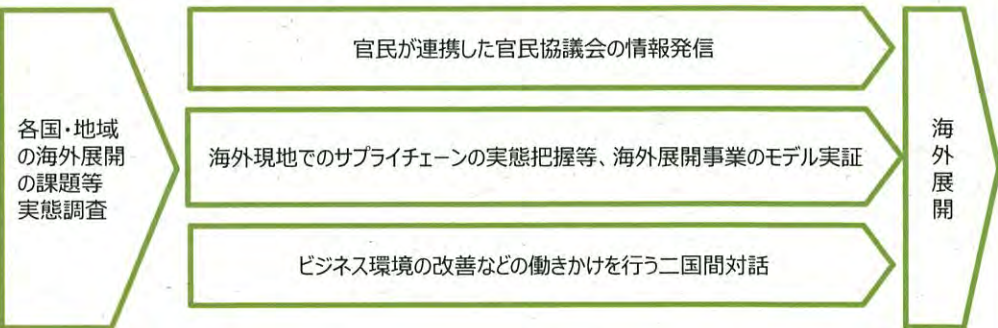 各国・地域
の海外展開
の課題等
実態調査
官民が連携した官民協議会の情報発信
海外現地でのサプライチェーンの実態把握等、海外展開事業のモデル実証
ビジネス環境の改善などの働きかけを行う二国間対話
海外展開